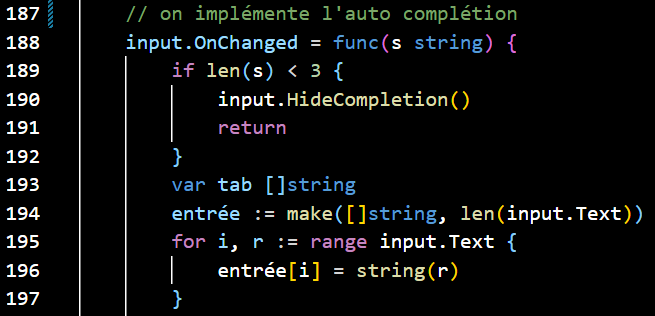 187 // on implémente l'auto complétion
188 input.OnChanged = func(s string) {
189 if len(s) < 3 {
190 input.HideCompletion()
191 return
192 }
193 var tab []string
194 entrée := make([]string, len(input.Text))
195 for i, r := range input.Text {
196 entrée[i] = string(r)
197 }